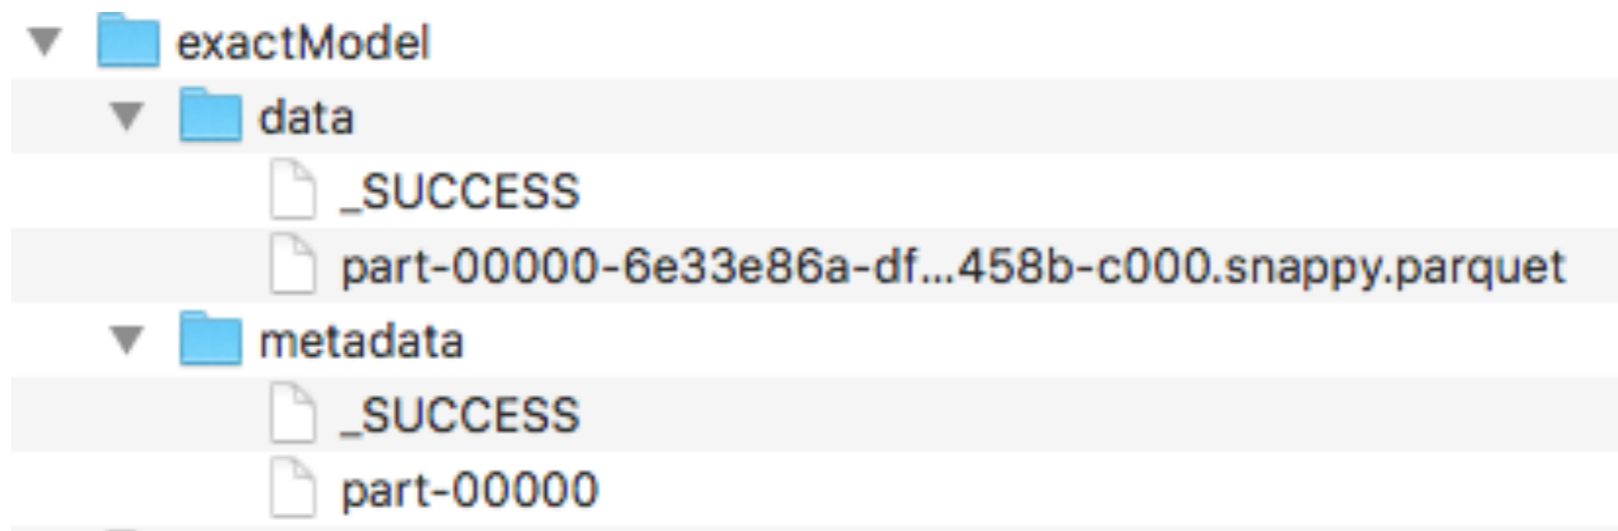 exactModel
data
_SUCCESS
part-00000-6e33e86a-df...458b-c000.snappy.parquet
metadata
_SUCCESS
part-00000